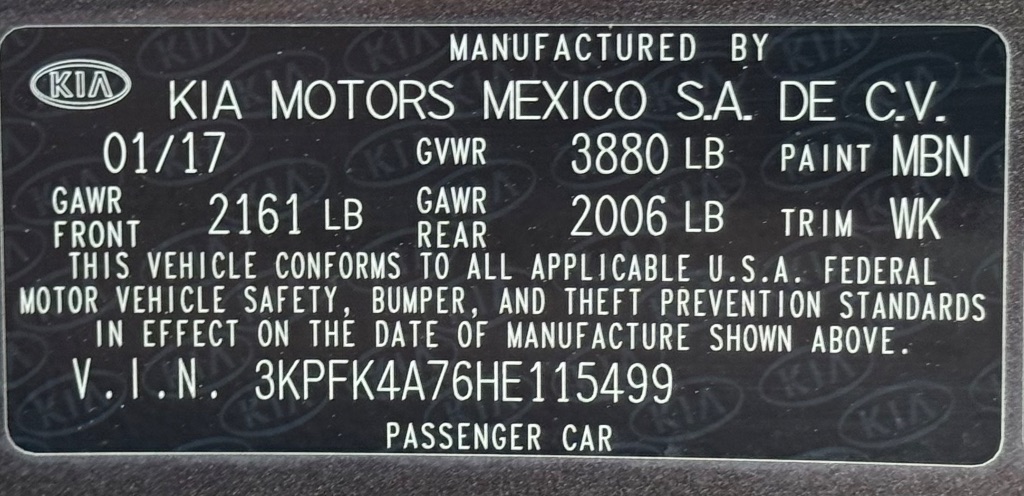 MANUFACTURED BY
KIA KIA MOTORS MEXICO S.A. DE C.V.
01/17 GVWR 3880 LB PAINT MBN
GAWR FRONT 2161 LB GAWR REAR 2006 LB TRIM WK
THIS VEHICLE CONFORMS TO ALL APPLICABLE U.S.A. FEDERAL
MOTOR VEHICLE SAFETY, BUMPER, AND THEFT PREVENTION STANDARDS
IN EFFECT ON THE DATE OF MANUFACTURE SHOWN ABOVE.
V.I.N. 3KPFK4A76HE115499
PASSENGER CAR